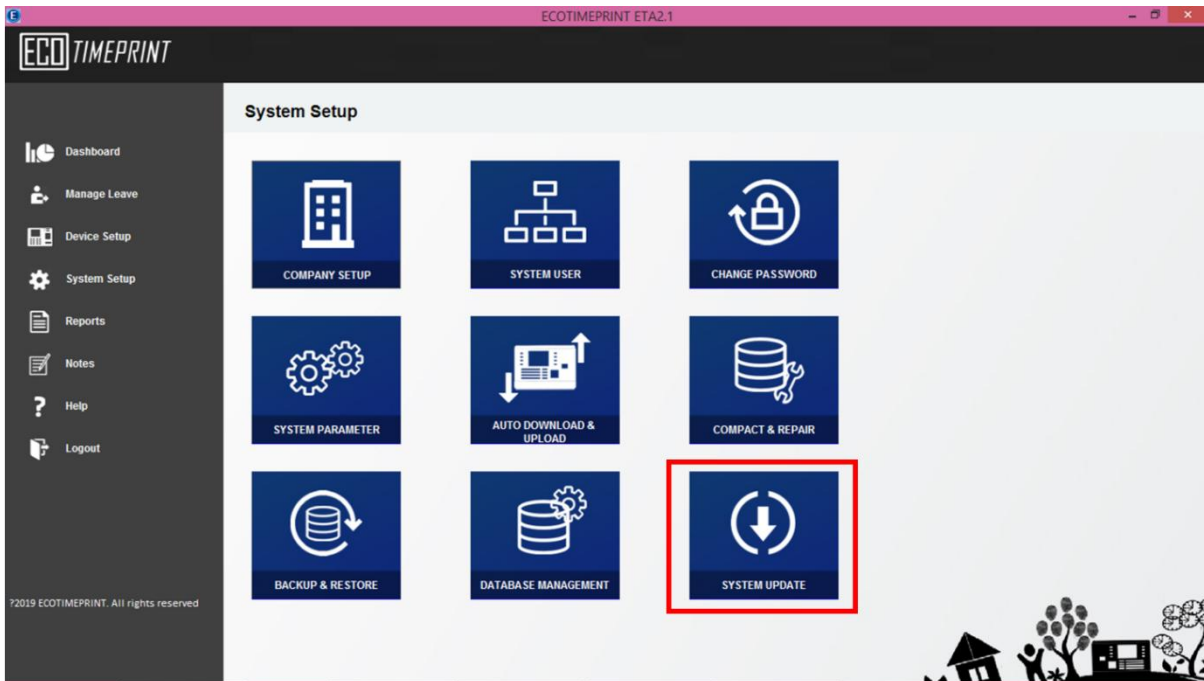 ECOTIMEPRINT ETA2.1
ECO TIMEPRINT
System Setup
Dashboard
Manage Leave
Device Setup
System Setup
Reports
Notes
Help
Logout
COMPANY SETUP
SYSTEM USER
CHANGE PASSWORD
SYSTEM PARAMETER
AUTO DOWNLOAD &
UPLOAD
COMPACT & REPAIR
BACKUP & RESTORE
DATABASE MANAGEMENT
SYSTEM UPDATE
?2019 ECOTIMEPRINT. All rights reserved